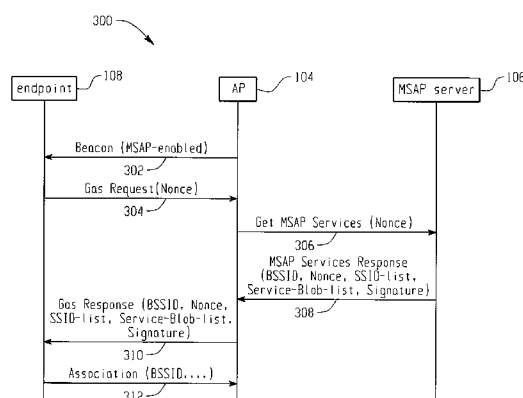 300
endpoint
108
AP
104
MSAP server
106
Beacon (MSAP-enabled)
302
Gas Request(Nonce)
304
Get MSAP Services (Nonce)
306
MSAP Services Response
(BSSID, Nonce, SSID-list,
Service-Blob-list, Signature)
308
Gas Response (BSSID, Nonce,
SSID-list, Service-Blob-list,
Signature)
310
Association (BSSID....)
312